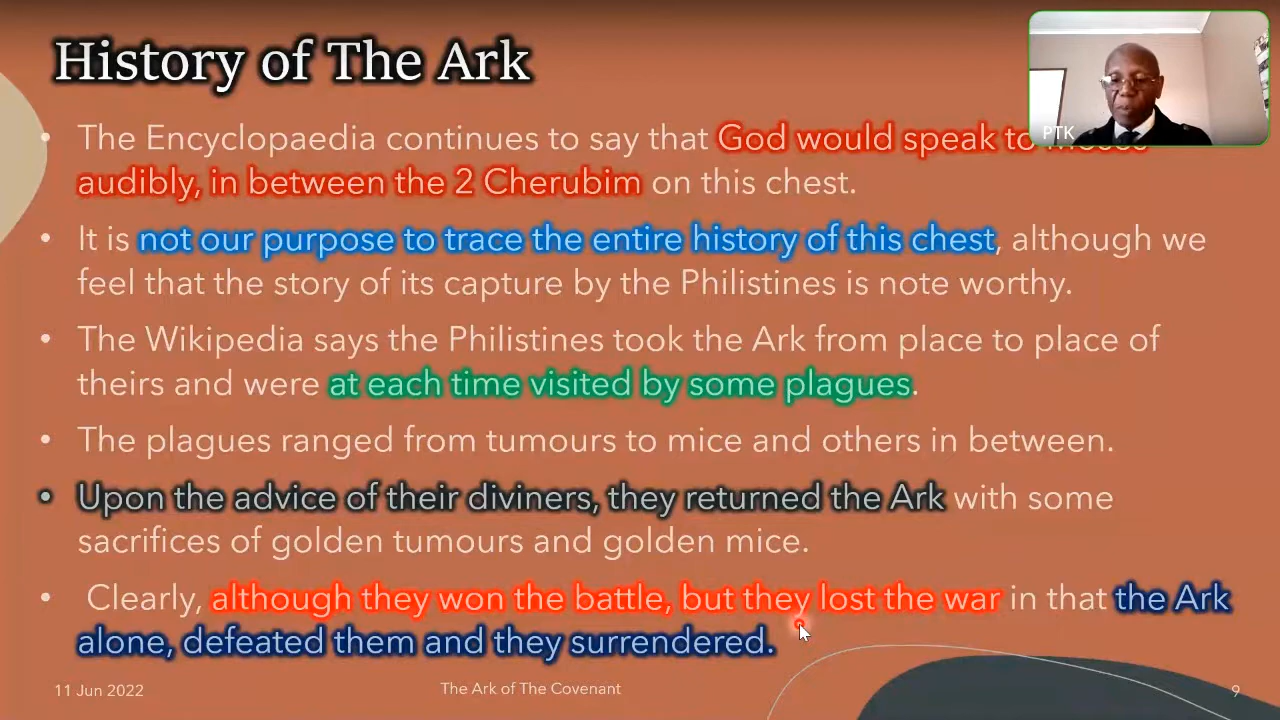 History of The Ark
PTK
• The Encyclopaedia continues to say that God would speak to Moses
audibly, in between the 2 Cherubim on this chest.
• It is not our purpose to trace the entire history of this chest, although we
feel that the story of its capture by the Philistines is note worthy.
• The Wikipedia says the Philistines took the Ark from place to place of
theirs and were at each time visited by some plagues.
• The plagues ranged from tumours to mice and others in between.
• Upon the advice of their diviners, they returned the Ark with some
sacrifices of golden tumours and golden mice.
• Clearly, although they won the battle, but they lost the war in that the Ark
alone, defeated them and they surrendered.
11 Jun 2022
The Ark of The Covenant
9